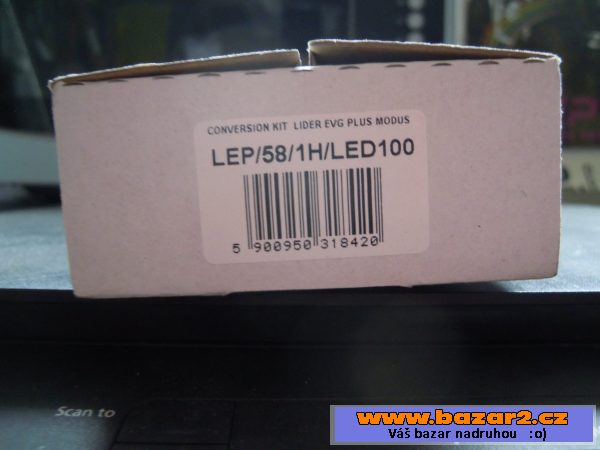 CONVERSION KIT LIDER EVG PLUS MODUS
LEP/58/1H/LED100
5 900950 318420
Scan to
www.bazar2.cz
Váš bazar nadruhou :o)